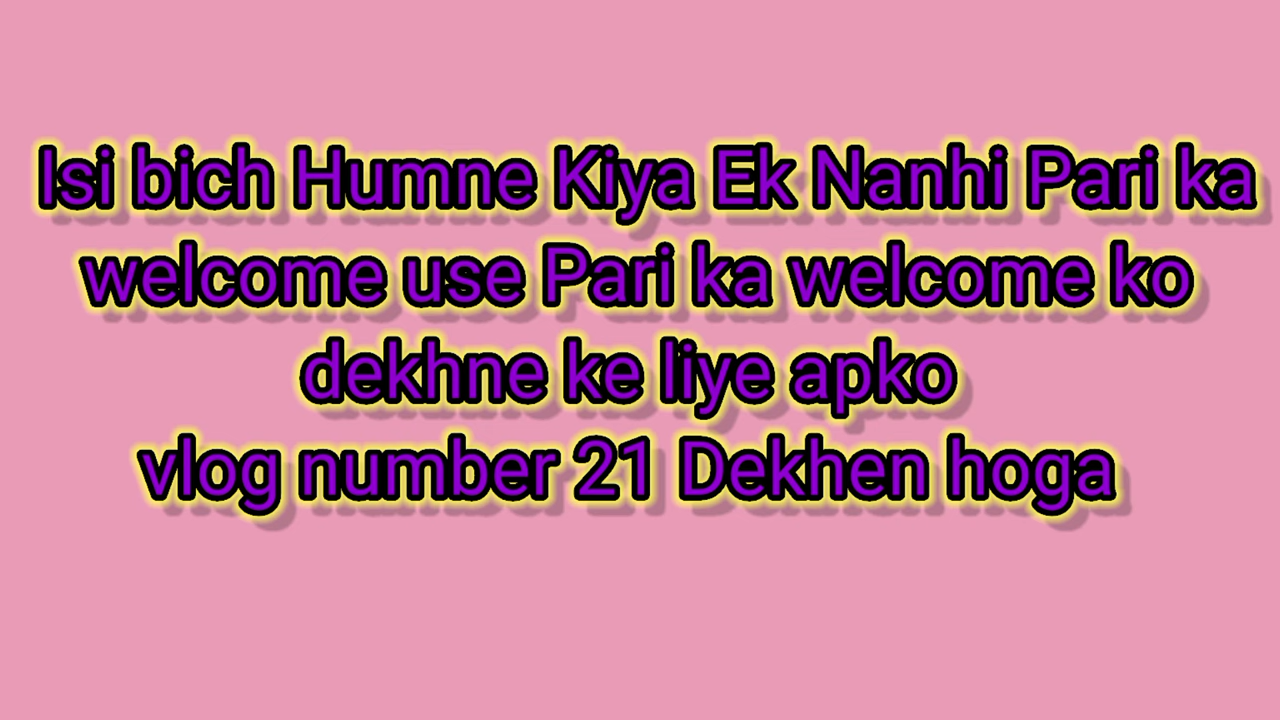 Isi bich Humne Kiya Ek Nanhi Pari ka
welcome use Pari ka welcome ko
dekhne ke liye apko
vlog number 21 Dekhen hoga